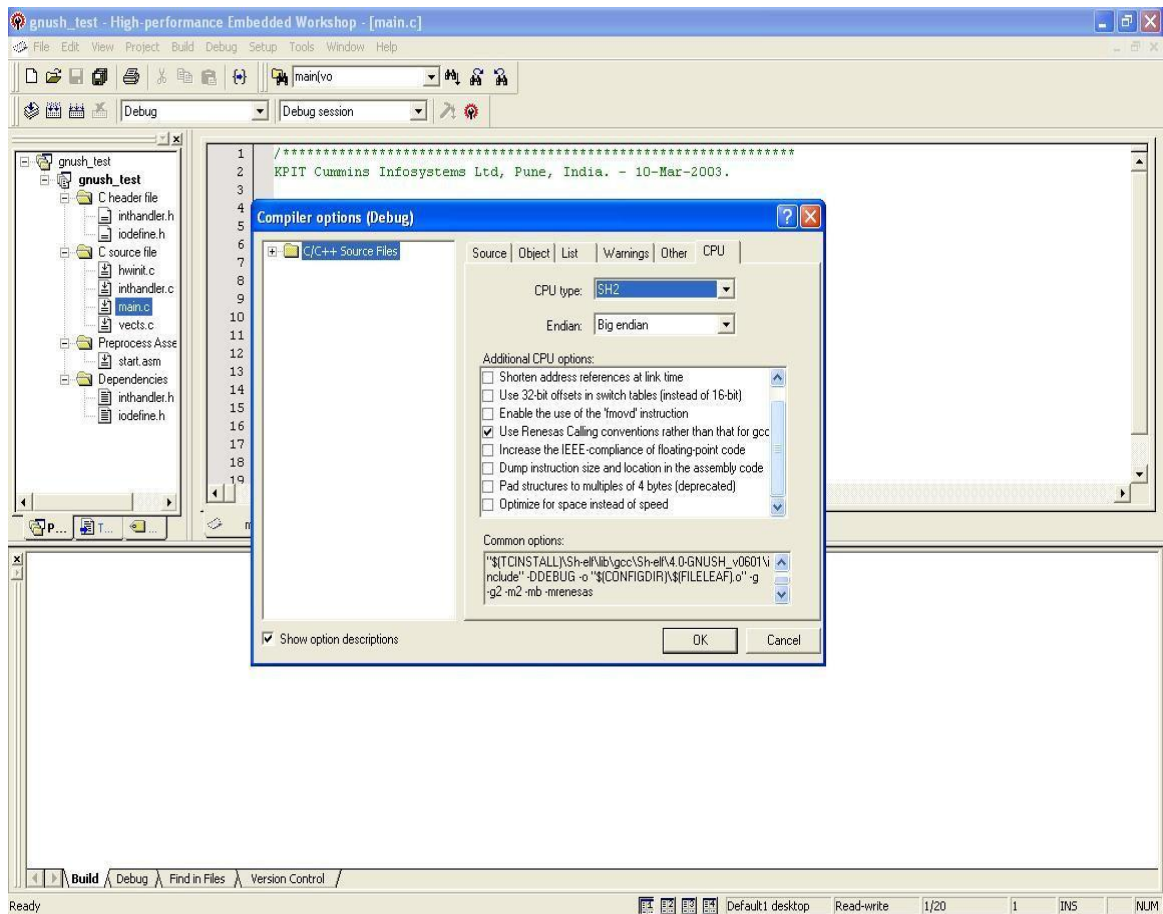 gnush_test - High-performance Embedded Workshop - [main.c]
File Edit View Project Build Debug Setup Tools Window Help
main(vo
Debug
Debug session
gnush_test
gnush_test
C header file
inthandler.h
iodefine.h
C source file
hwinit.c
inthandler.c
main.c
vects.c
Preprocess Asse
start.asm
Dependencies
inthandler.h
iodefine.h
P... T...
1 /****************************************************************
2 KPIT Cummins Infosystems Ltd, Pune, India. - 10-Mar-2003.
3
4
5
6
7
8
9
10
11
12
13
14
15
16
17
18
19
Compiler options (Debug)
C/C++ Source Files
Source Object List Warnings Other CPU
CPU type: SH2
Endian: Big endian
Additional CPU options:
Shorten address references at link time
Use 32-bit offsets in switch tables (instead of 16-bit)
Enable the use of the 'fmovd' instruction
Use Renesas Calling conventions rather than that for gcc
Increase the IEEE-compliance of floating-point code
Dump instruction size and location in the assembly code
Pad structures to multiples of 4 bytes (deprecated)
Optimize for space instead of speed
Common options:
"$(TCINSTALL)\Sh-elf\lib\gcc\Sh-elf\4.0-GNUSH_v0601\i
nclude" -DDEBUG -o "$(CONFIGDIR)\$(FILELEAF).o" -g
-g2 -m2 -mb -mrenesas
Show option descriptions
OK Cancel
Build Debug Find in Files Version Control
Ready
1 2 3 4 Default1 desktop Read-write 1/20 1 INS NUM